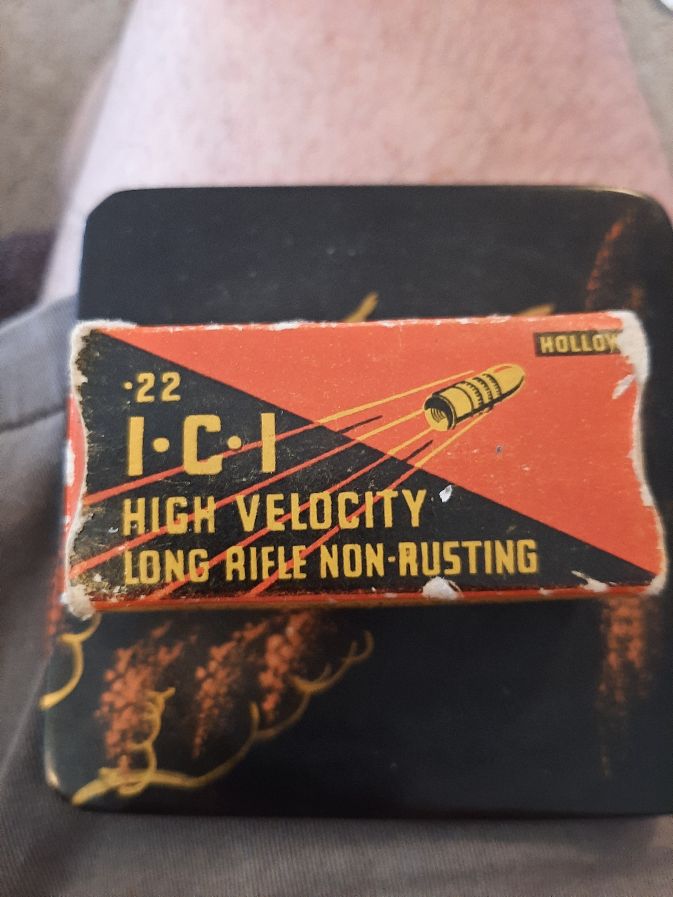 HOLLOW
·22
I·C·I
HIGH VELOCITY
LONG RIFLE NON-RUSTING